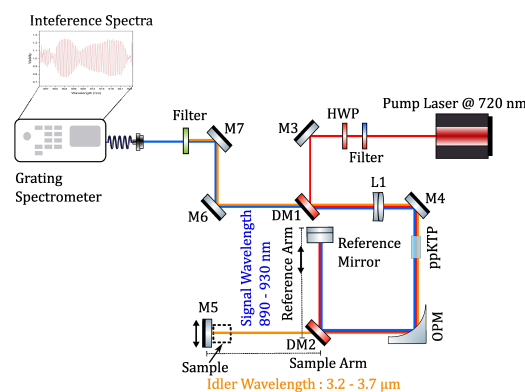 Inteference Spectra
Wavelength (nm)
Grating
Spectrometer
Filter
M7
M6
M3
HWP
Filter
Pump Laser @ 720 nm
DM1
L1
M4
ppKTP
OPM
Reference
Mirror
Reference Arm
Signal Wavelength
890 - 930 nm
M5
Sample
DM2
Sample Arm
Idler Wavelength : 3.2 - 3.7 µm